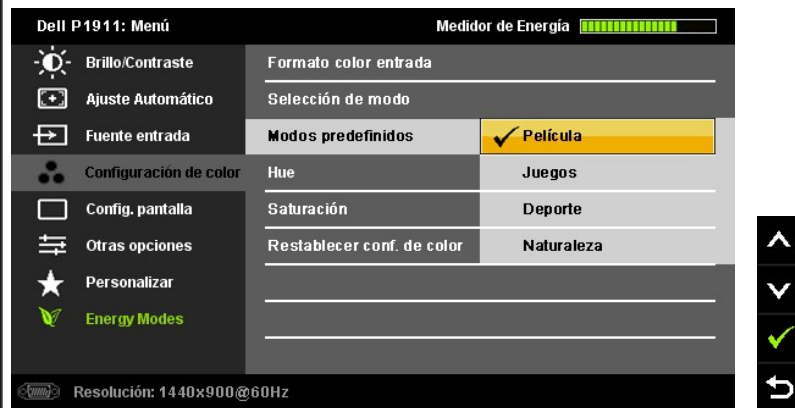 Dell P1911: Menú
Medidor de Energía
Brillo/Contraste
Ajuste Automático
Fuente entrada
Configuración de color
Config. pantalla
Otras opciones
Personalizar
Energy Modes
Formato color entrada
Selección de modo
Modos predefinidos
Hue
Saturación
Restablecer conf. de color
Película
Juegos
Deporte
Naturaleza
Resolución: 1440x900@60Hz